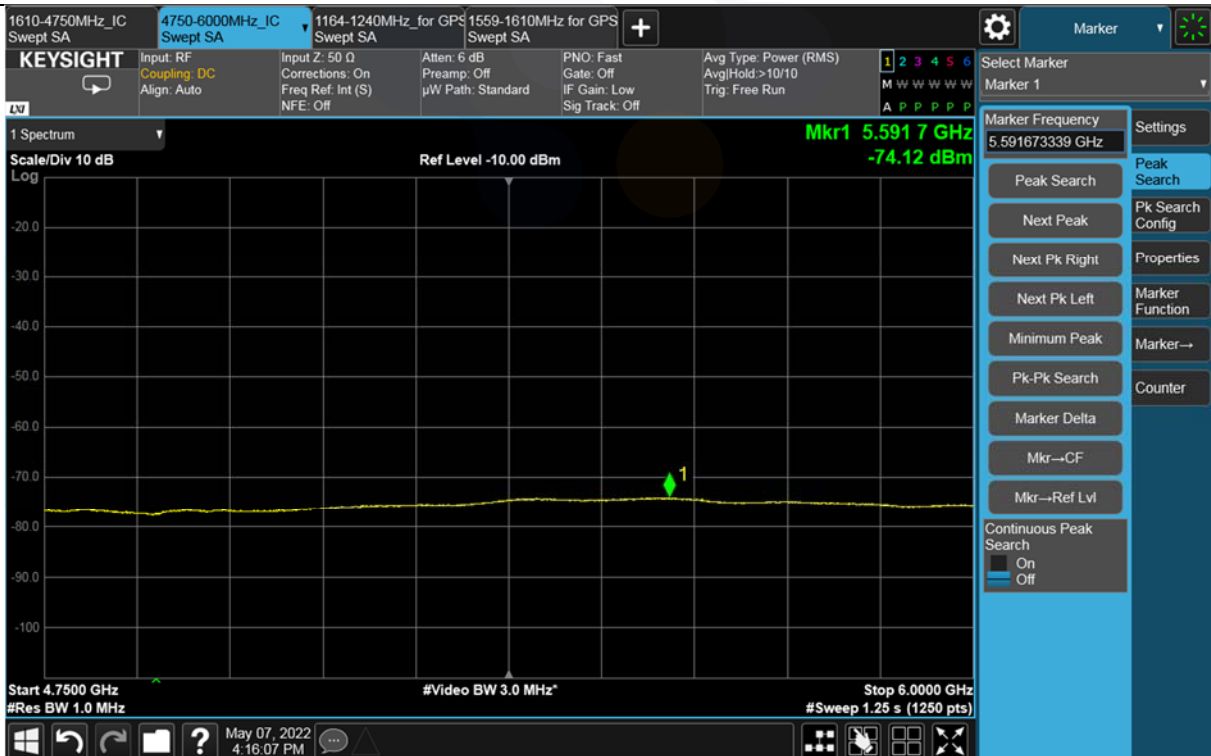 1610-4750MHz_IC
Swept SA
4750-6000MHz_IC
Swept SA
1164-1240MHz_for GPS
Swept SA
1559-1610MHz for GPS
Swept SA
Marker
KEYSIGHT
LXI
Input: RF
Coupling: DC
Align: Auto
Input Z: 50 Ω
Corrections: On
Freq Ref: Int (S)
NFE: Off
Atten: 6 dB
Preamp: Off
µW Path: Standard
PNO: Fast
Gate: Off
IF Gain: Low
Sig Track: Off
Avg Type: Power (RMS)
Avg|Hold:>10/10
Trig: Free Run
1 2 3 4 5 6
M W W W W W
A P P P P P
Select Marker
Marker 1
1 Spectrum
Mkr1 5.591 7 GHz
-74.12 dBm
Scale/Div 10 dB
Ref Level -10.00 dBm
Log
-20.0
-30.0
-40.0
-50.0
-60.0
-70.0
-80.0
-90.0
-100
1
Start 4.7500 GHz
#Video BW 3.0 MHz*
Stop 6.0000 GHz
#Res BW 1.0 MHz
#Sweep 1.25 s (1250 pts)
Marker Frequency
5.591673339 GHz
Peak Search
Next Peak
Next Pk Right
Next Pk Left
Minimum Peak
Pk-Pk Search
Marker Delta
Mkr→CF
Mkr→Ref Lvl
Continuous Peak
Search
On
Off
Settings
Peak
Search
Pk Search
Config
Properties
Marker
Function
Marker→
Counter
?
May 07, 2022
4:16:07 PM